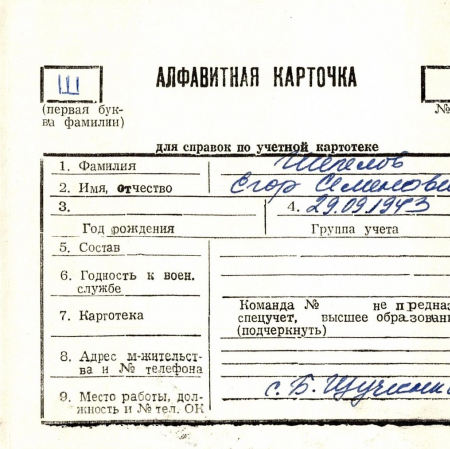 Ш
АЛФАВИТНАЯ КАРТОЧКА
(первая бук-
ва фамилии)
№
для справок по учетной картотеке
1. Фамилия Шегелов
2. Имя, отчество Егор Семенови
3. 4. 29.09.1943
Год рождения Группа учета
5. Состав
6. Годность к воен.
службе
7. Картотека
Команда № не предназ
спецучет, высшее образовани
(подчеркнуть)
8. Адрес м-жительст-
ва и № телефона
9. Место работы, дол-
жность и № тел. ОК
с. Б.